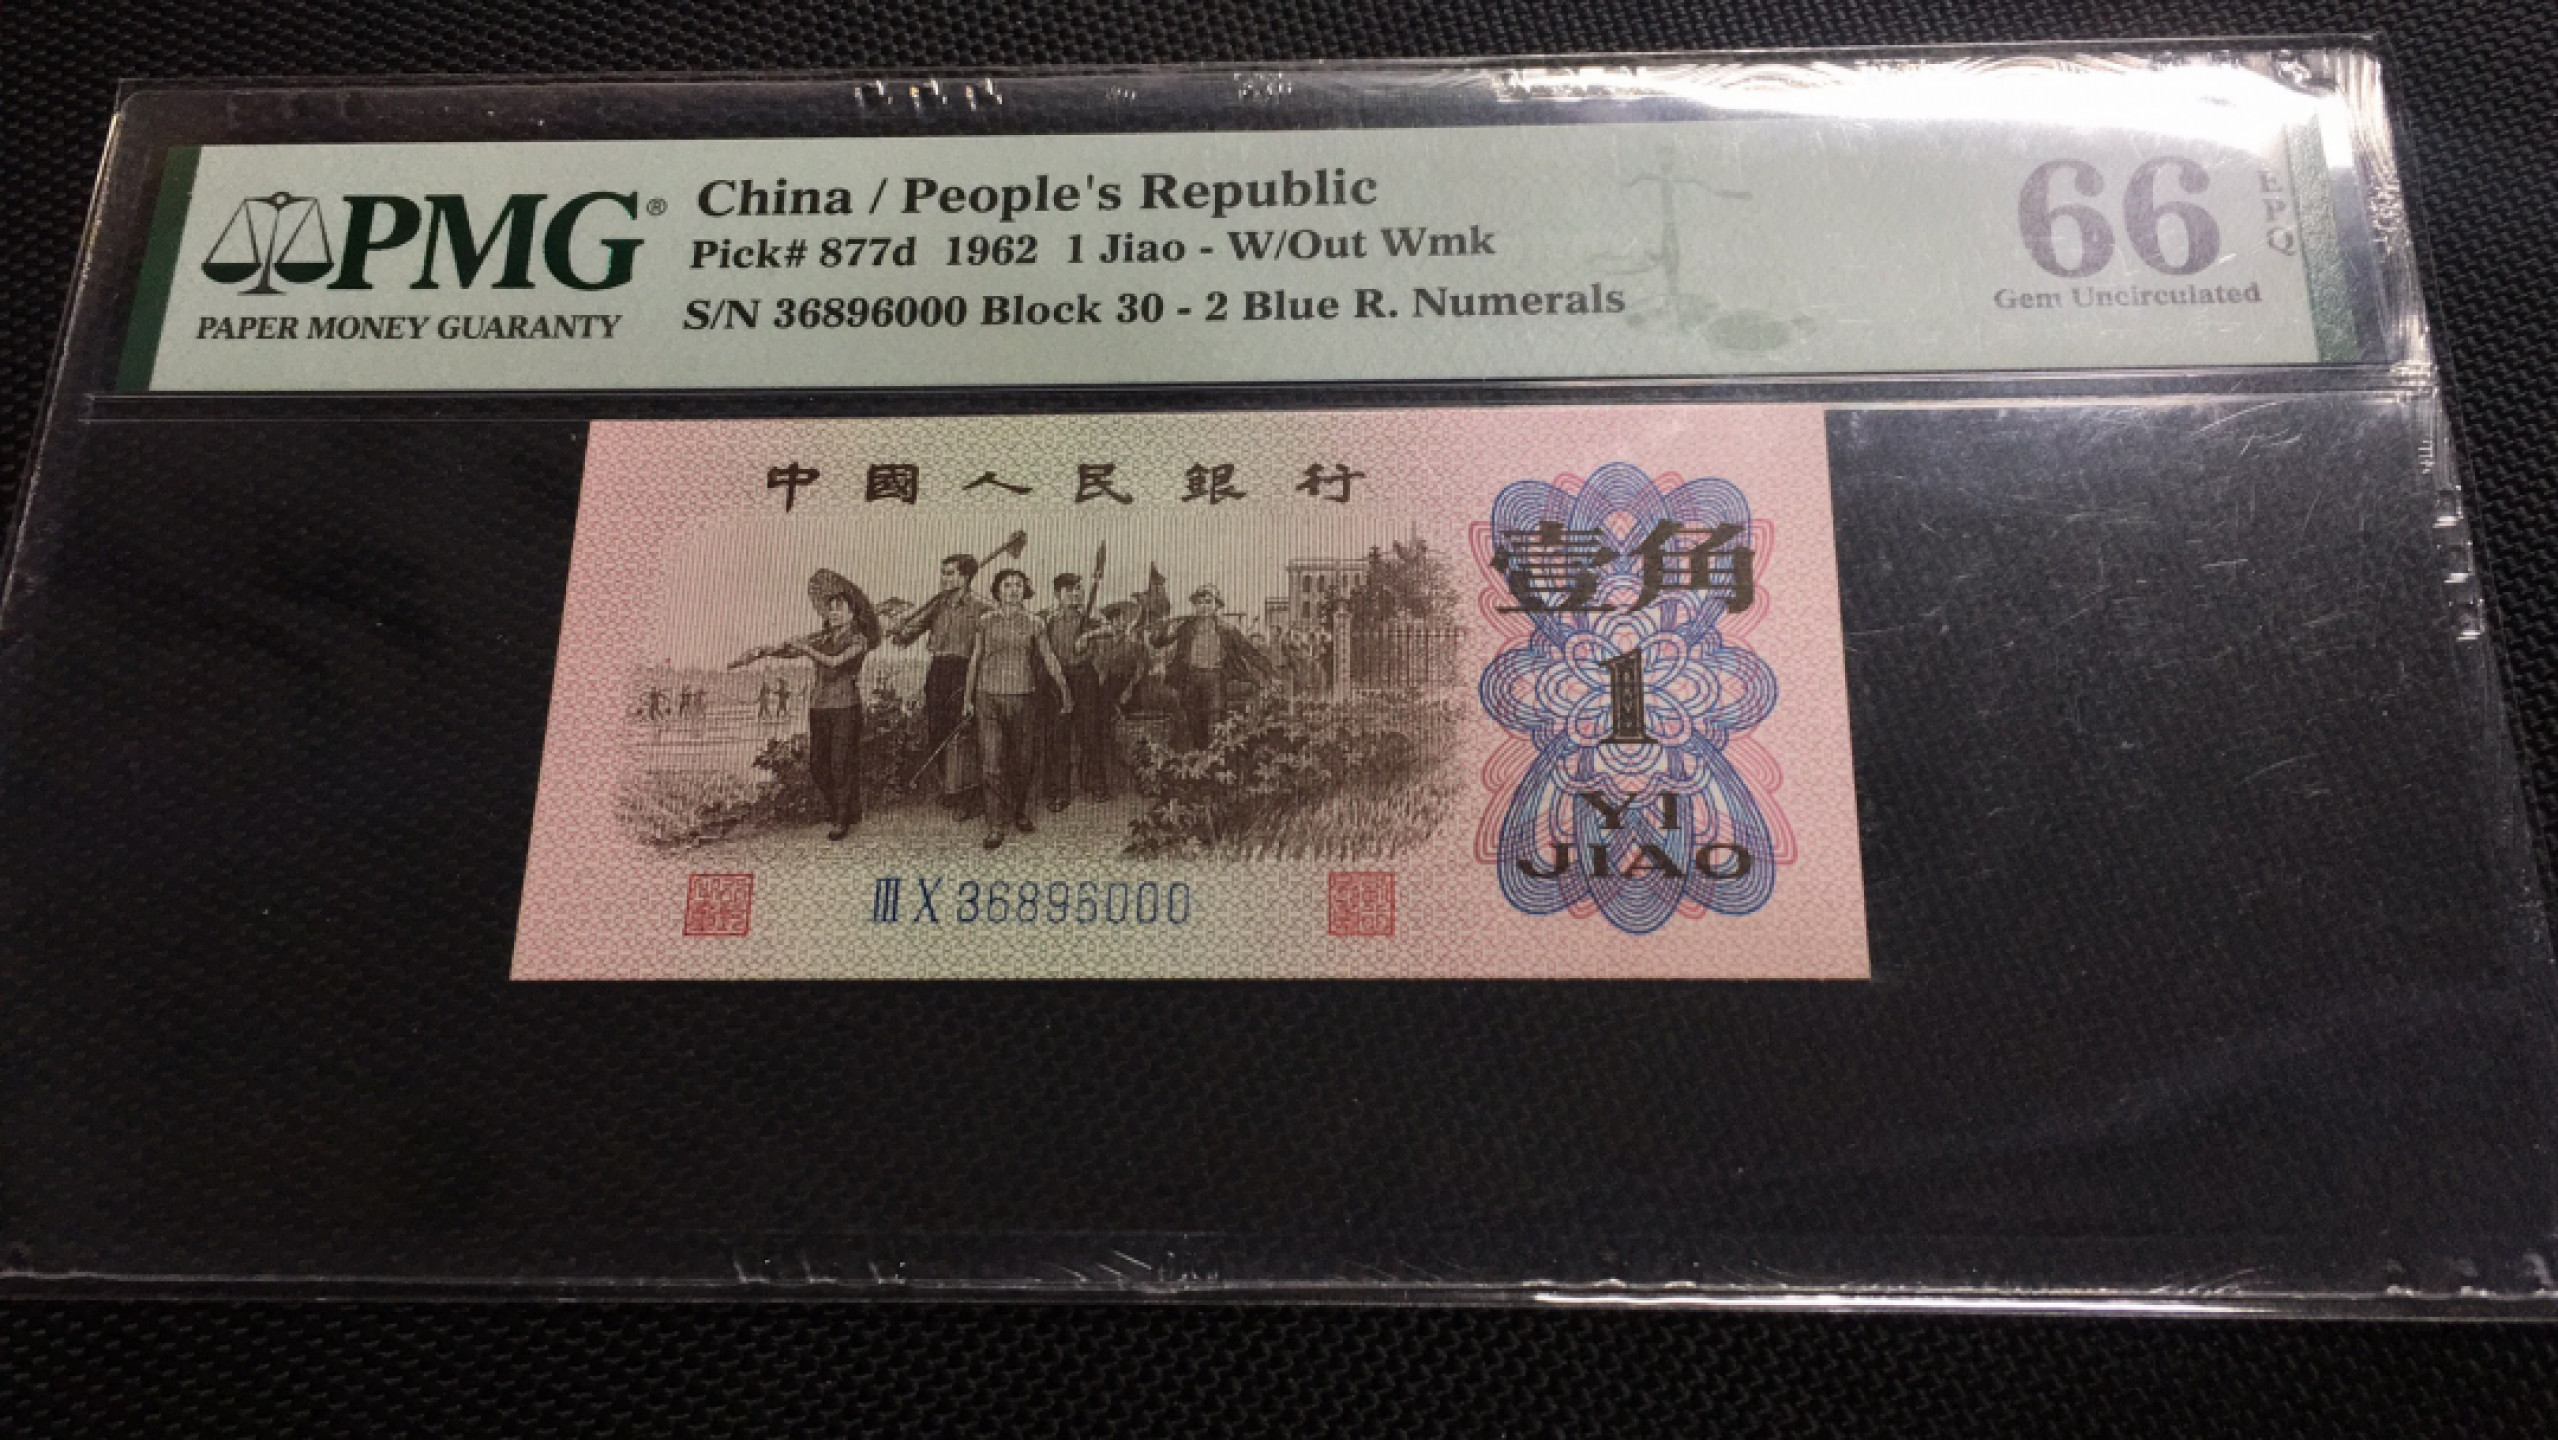 PMG®
PAPER MONEY GUARANTY
China / People's Republic
Pick# 877d 1962 1 Jiao - W/Out Wmk
S/N 36896000 Block 30 - 2 Blue R. Numerals
66 EPQ
Gem Uncirculated
中國人民銀行
壹角
1
YI
JIAO
ⅢⅩ 36896000